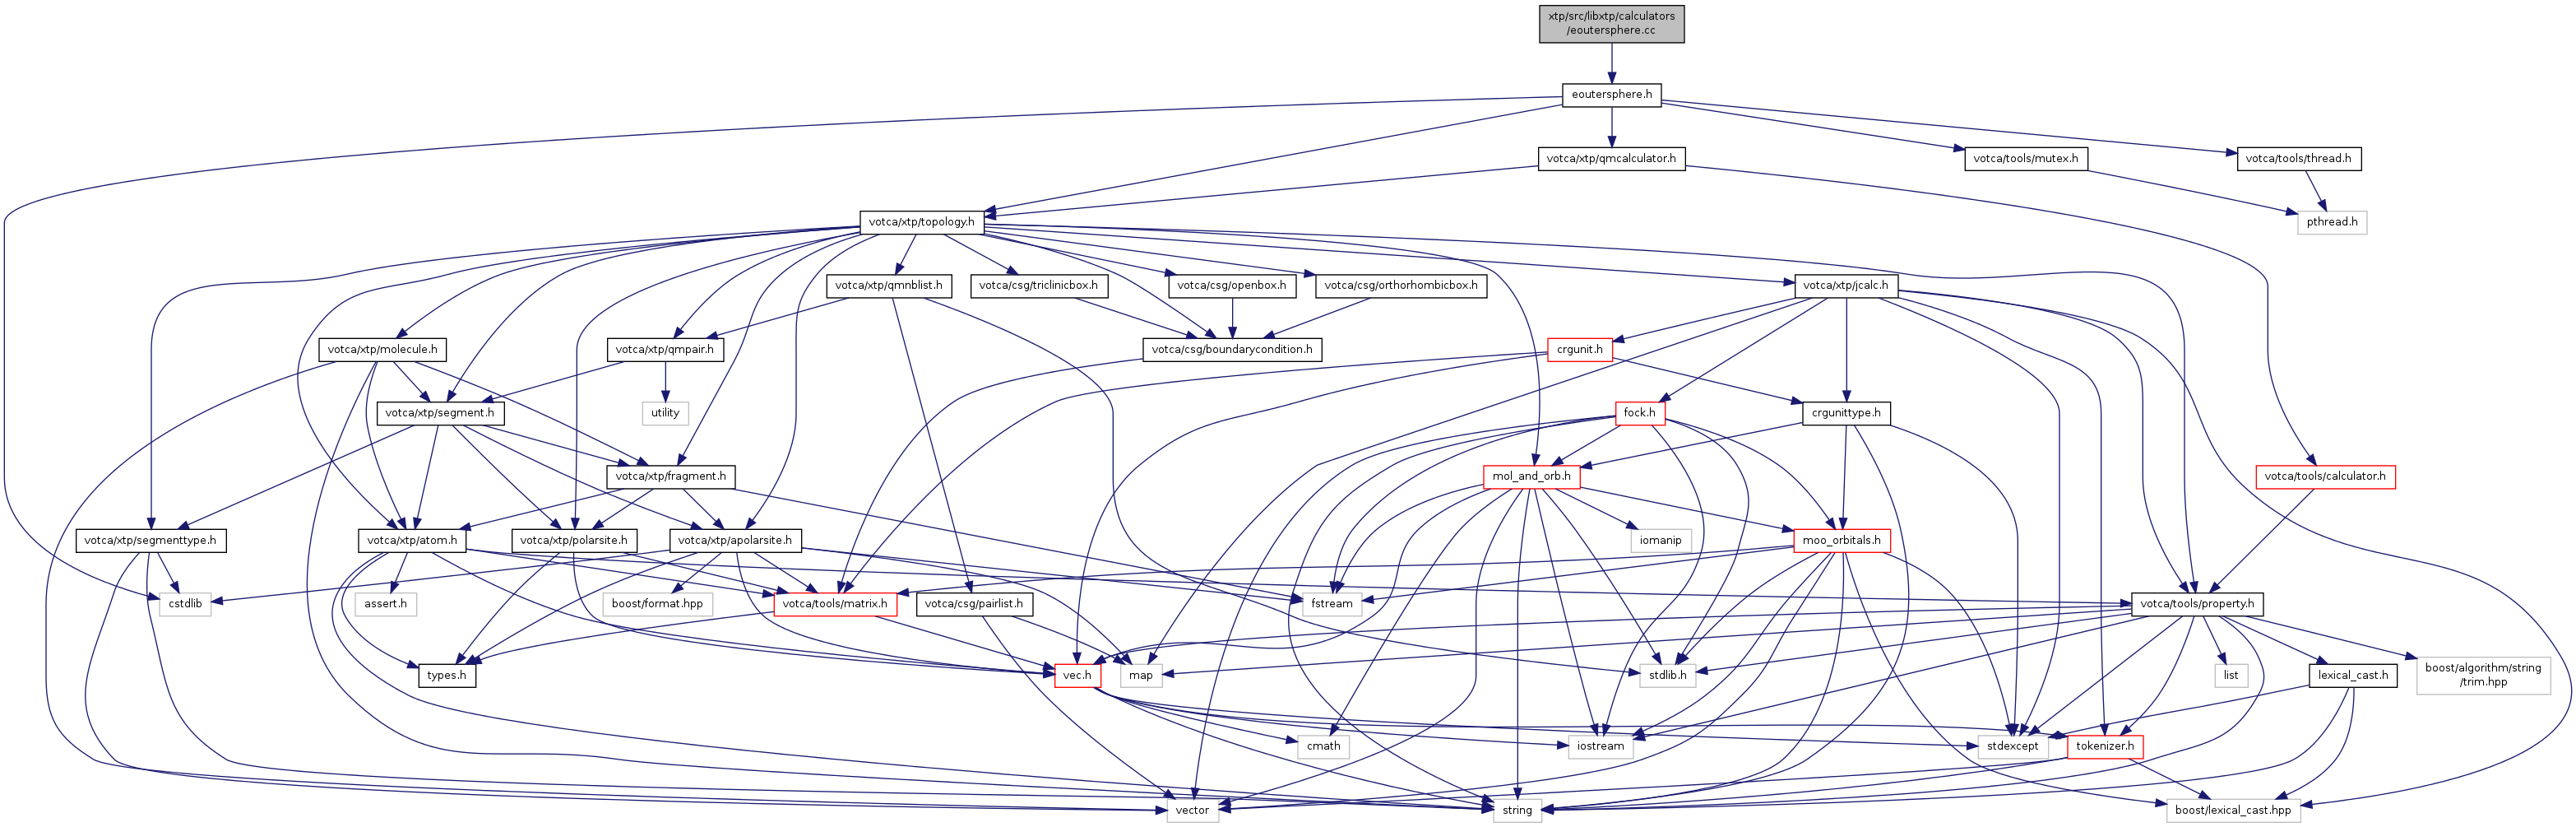 xtp/src/libxtp/calculators
/eoutersphere.cc
eoutersphere.h
votca/xtp/qmcalculator.h
votca/tools/mutex.h
votca/tools/thread.h
votca/xtp/topology.h
pthread.h
votca/xtp/qmnblist.h
votca/csg/triclinicbox.h
votca/csg/openbox.h
votca/csg/orthorhombicbox.h
votca/xtp/jcalc.h
votca/xtp/molecule.h
votca/xtp/qmpair.h
votca/csg/boundarycondition.h
crgunit.h
votca/xtp/segment.h
utility
fock.h
crgunittype.h
votca/xtp/fragment.h
mol_and_orb.h
votca/tools/calculator.h
votca/xtp/segmenttype.h
votca/xtp/atom.h
votca/xtp/polarsite.h
votca/xtp/apolarsite.h
iomanip
moo_orbitals.h
cstdlib
assert.h
boost/format.hpp
votca/tools/matrix.h
votca/csg/pairlist.h
fstream
votca/tools/property.h
types.h
vec.h
map
stdlib.h
list
lexical_cast.h
boost/algorithm/string
/trim.hpp
cmath
iostream
stdexcept
tokenizer.h
vector
string
boost/lexical_cast.hpp